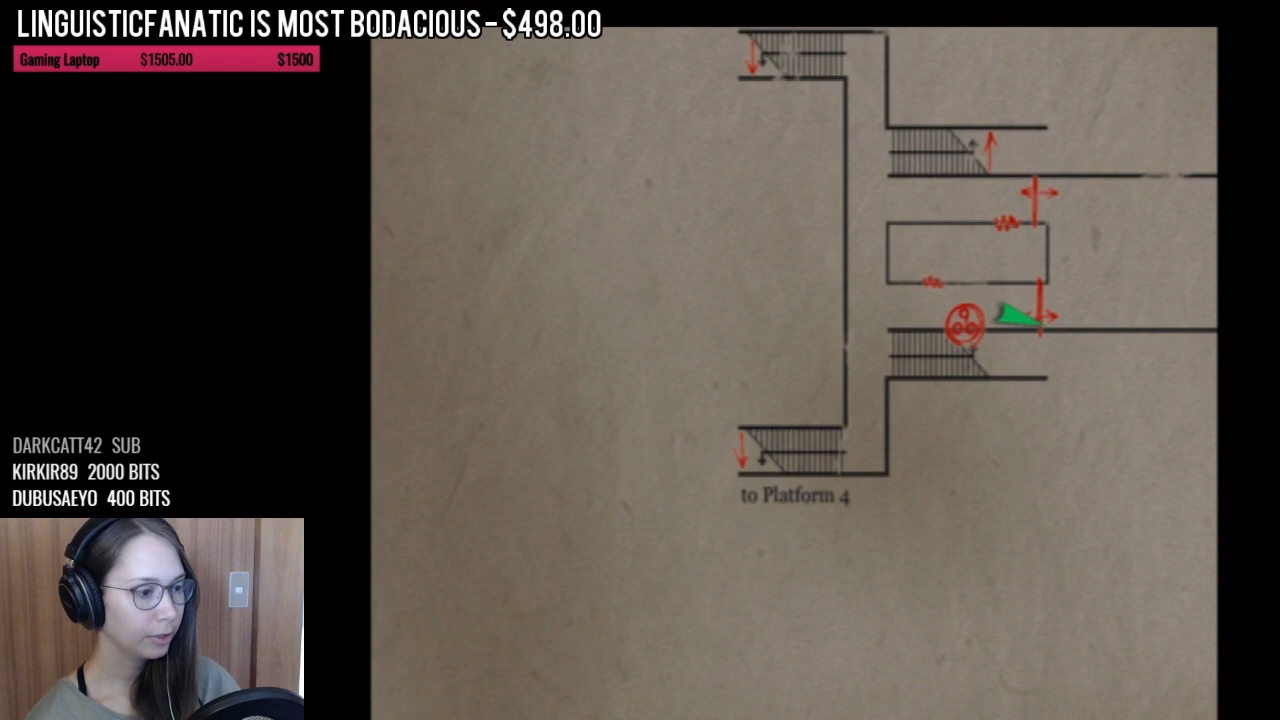 LINGUISTICFANATIC IS MOST BODACIOUS - $498.00
Gaming Laptop $1505.00 $1500
DARKCATT42 SUB
KIRKIR89 2000 BITS
DUBUSAEYO 400 BITS
to Platform 4